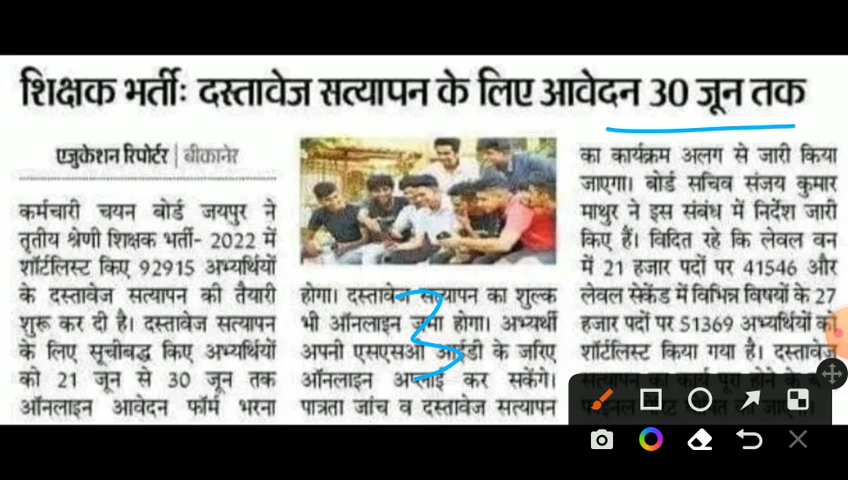 शिक्षक भर्तीः दस्तावेज सत्यापन के लिए आवेदन 30 जून तक
एजुकेशन रिपोर्टर | बीकानेर
कर्मचारी चयन बोर्ड जयपुर ने
तृतीय श्रेणी शिक्षक भर्ती- 2022 में
शॉर्टलिस्ट किए 92915 अभ्यर्थियों
के दस्तावेज सत्यापन की तैयारी
शुरू कर दी है। दस्तावेज सत्यापन
के लिए सूचीबद्ध किए अभ्यर्थियों
को 21 जून से 30 जून तक
ऑनलाइन आवेदन फॉर्म भरना
होगा। दस्तावेज सत्यापन का शुल्क
भी ऑनलाइन जमा होगा। अभ्यर्थी
अपनी एसएसओ आईडी के जरिए
ऑनलाइन अप्लाई कर सकेंगे।
पात्रता जांच व दस्तावेज सत्यापन
का कार्यक्रम अलग से जारी किया
जाएगा। बोर्ड सचिव संजय कुमार
माथुर ने इस संबंध में निर्देश जारी
किए हैं। विदित रहे कि लेवल वन
में 21 हजार पदों पर 41546 और
लेवल सेकेंड में विभिन्न विषयों के 27
हजार पदों पर 51369 अभ्यर्थियों को
शॉर्टलिस्ट किया गया है। दस्तावेज
सत्यापन का कार्य पूरा होने के